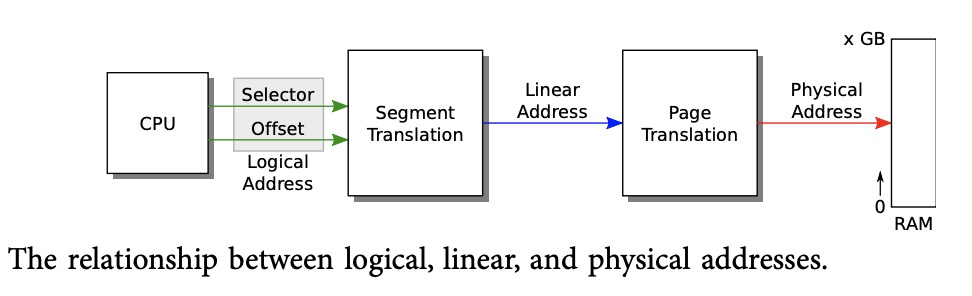 x GB
CPU
Selector
Offset
Logical
Address
Segment
Translation
Linear
Address
Page
Translation
Physical
Address
0
RAM
The relationship between logical, linear, and physical addresses.